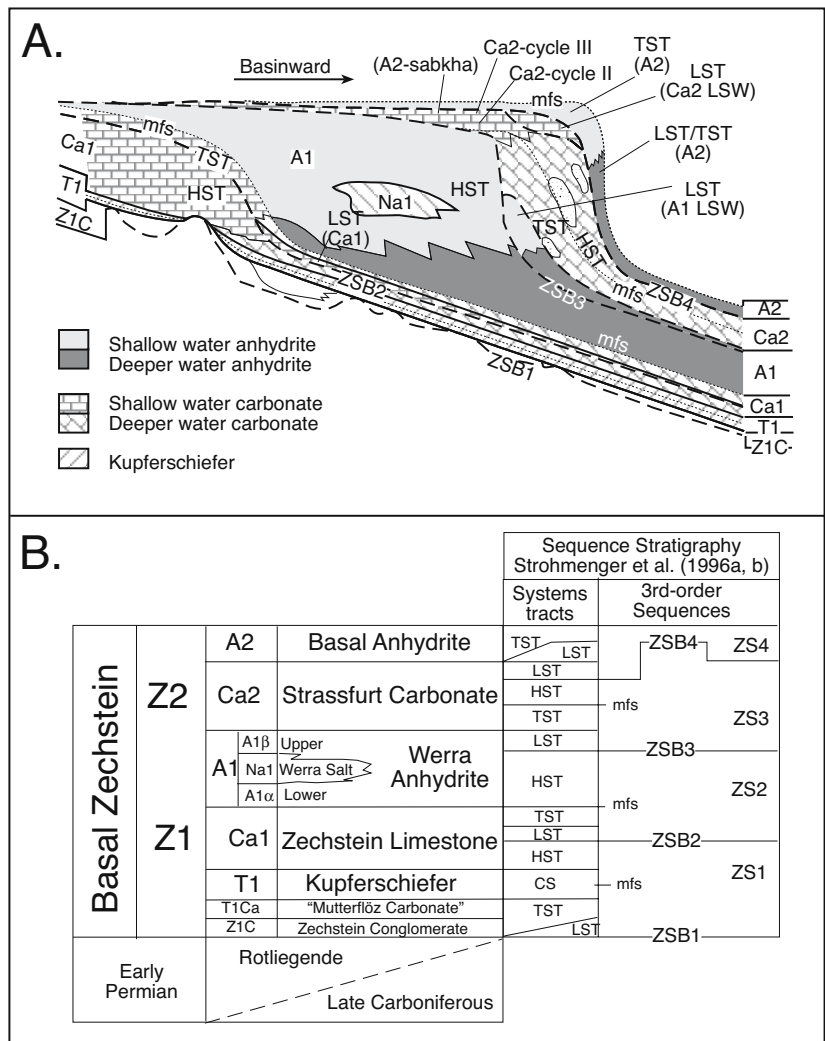 A.
Basinward
(A2-sabkha)
Ca2-cycle III
Ca2-cycle II
TST
(A2)
mfs
LST
(Ca2 LSW)
LST/TST
(A2)
LST
(A1 LSW)
Ca1
mfs
TST
HST
A1
Na1
HST
TST
HST
T1
Z1C
LST
(Ca1)
ZSB2
ZSB3
mfs
ZSB4
mfs
ZSB1
A2
Ca2
A1
Ca1
T1
Z1C
Shallow water anhydrite
Deeper water anhydrite
Shallow water carbonate
Deeper water carbonate
Kupferschiefer
B.
Sequence Stratigraphy
Strohmenger et al. (1996a, b)
Systems
tracts
3rd-order
Sequences
Basal Zechstein
Z2
Z1
A2 Basal Anhydrite TST LST ZSB4 ZS4
Ca2 Strassfurt Carbonate LST
HST
mfs
TST
ZS3
A1 A1β Upper Werra Anhydrite LST
ZSB3
Na1 Werra Salt HST ZS2
A1α Lower
mfs
Ca1 Zechstein Limestone TST
LST
ZSB2
HST
ZS1
T1 Kupferschiefer CS mfs
T1Ca "Mutterflöz Carbonate" TST
Z1C Zechstein Conglomerate LST ZSB1
Early
Permian
Rotliegende
Late Carboniferous